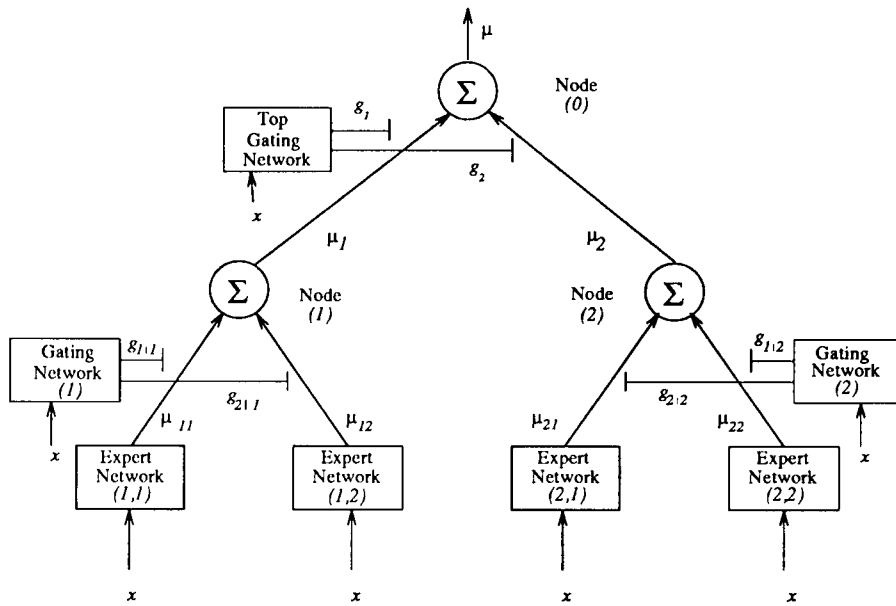 μ
Σ
Node
(0)
g1
Top
Gating
Network
g2
x
μ1
μ2
Σ
Node
(1)
Node
(2)
Σ
Gating
Network
(1)
g1|1
g2|1
g1|2
g2|2
Gating
Network
(2)
x
μ11
μ12
μ21
μ22
x
Expert
Network
(1,1)
Expert
Network
(1,2)
Expert
Network
(2,1)
Expert
Network
(2,2)
x
x
x
x